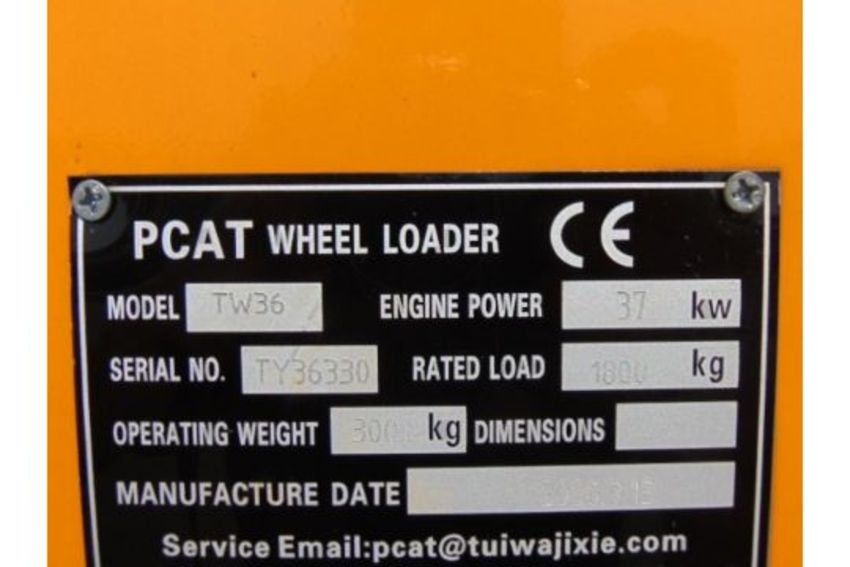 PCAT WHEEL LOADER CE
MODEL TW36 ENGINE POWER 37 kw
SERIAL NO. TY36330 RATED LOAD 1800 kg
OPERATING WEIGHT kg DIMENSIONS
MANUFACTURE DATE
Service Email:pcat@tuiwajixie.com